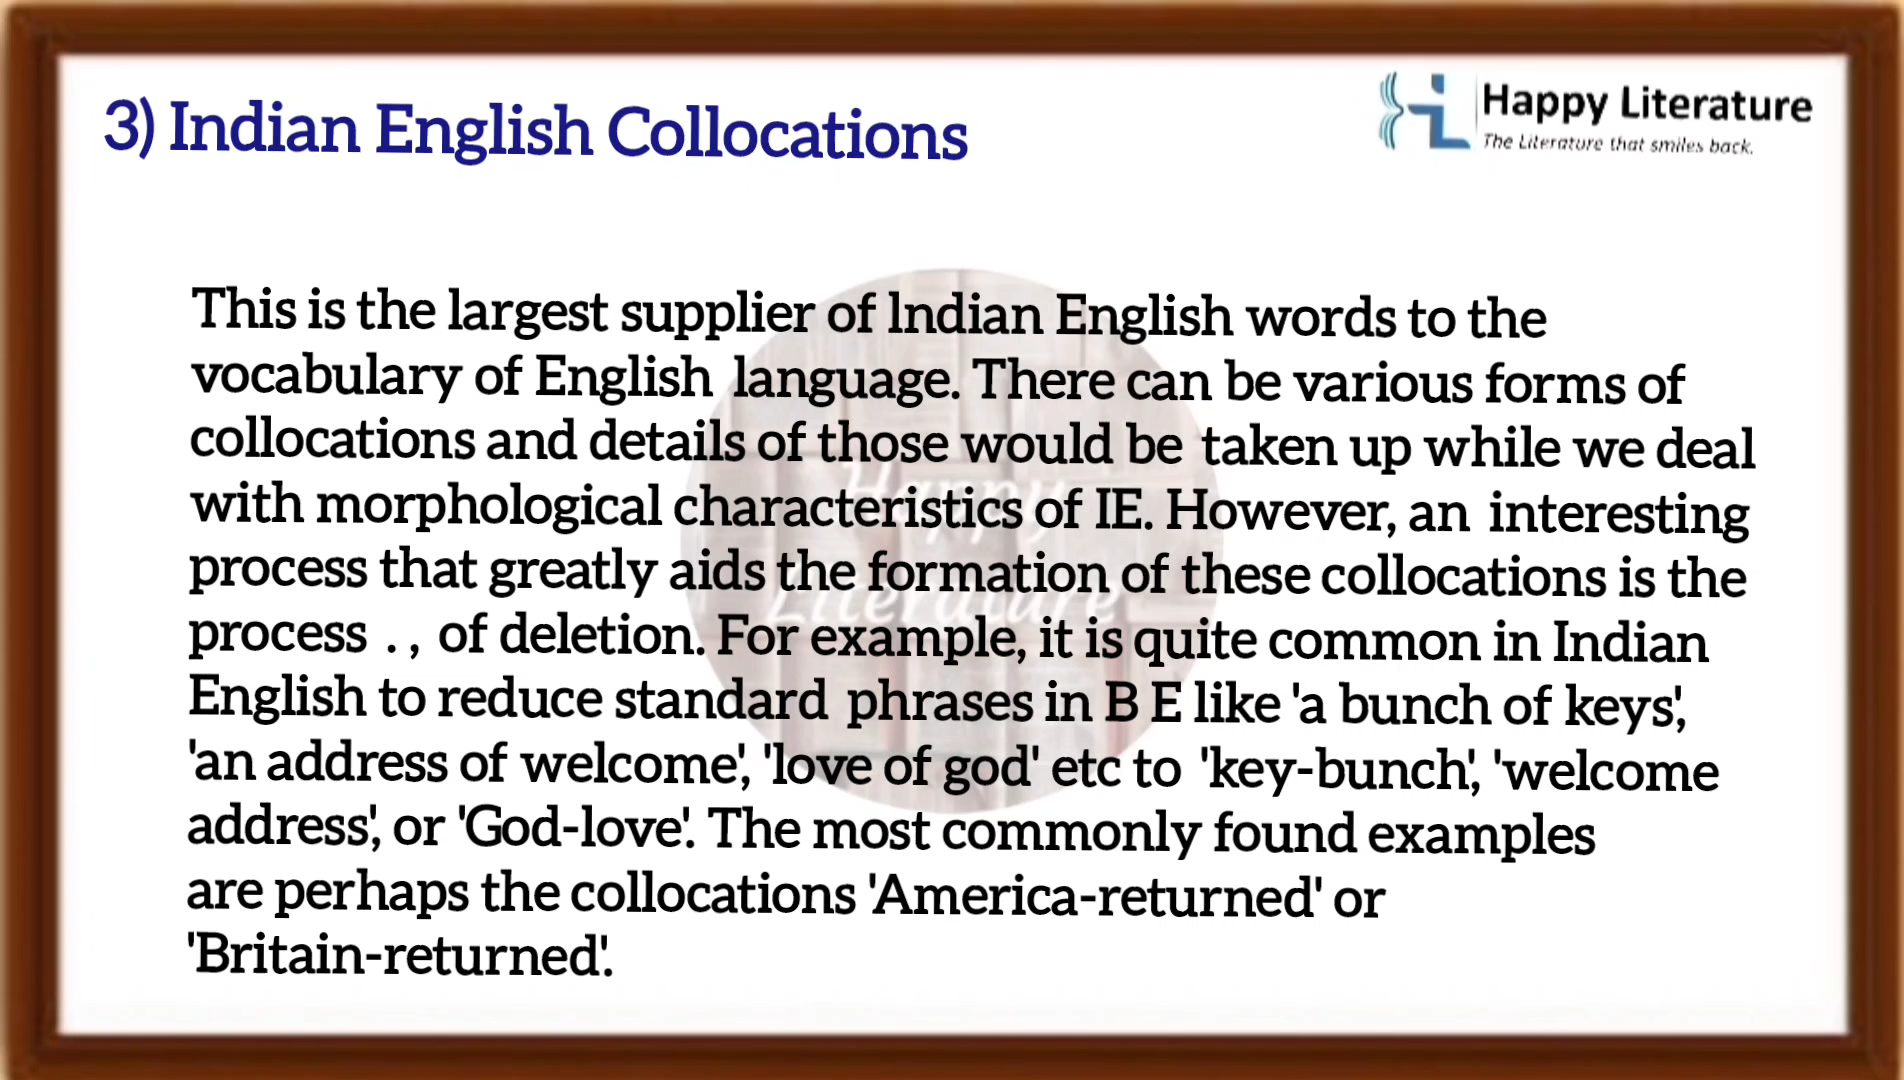 3) Indian English Collocations
Happy Literature
The Literature that smiles back.
This is the largest supplier of lndian English words to the
vocabulary of English language. There can be various forms of
collocations and details of those would be taken up while we deal
with morphological characteristics of IE. However, an interesting
process that greatly aids the formation of these collocations is the
process . , of deletion. For example, it is quite common in Indian
English to reduce standard phrases in B E like 'a bunch of keys',
'an address of welcome', 'love of god' etc to 'key-bunch', 'welcome
address', or 'God-love'. The most commonly found examples
are perhaps the collocations 'America-returned' or
'Britain-returned'.
Happy
Literature